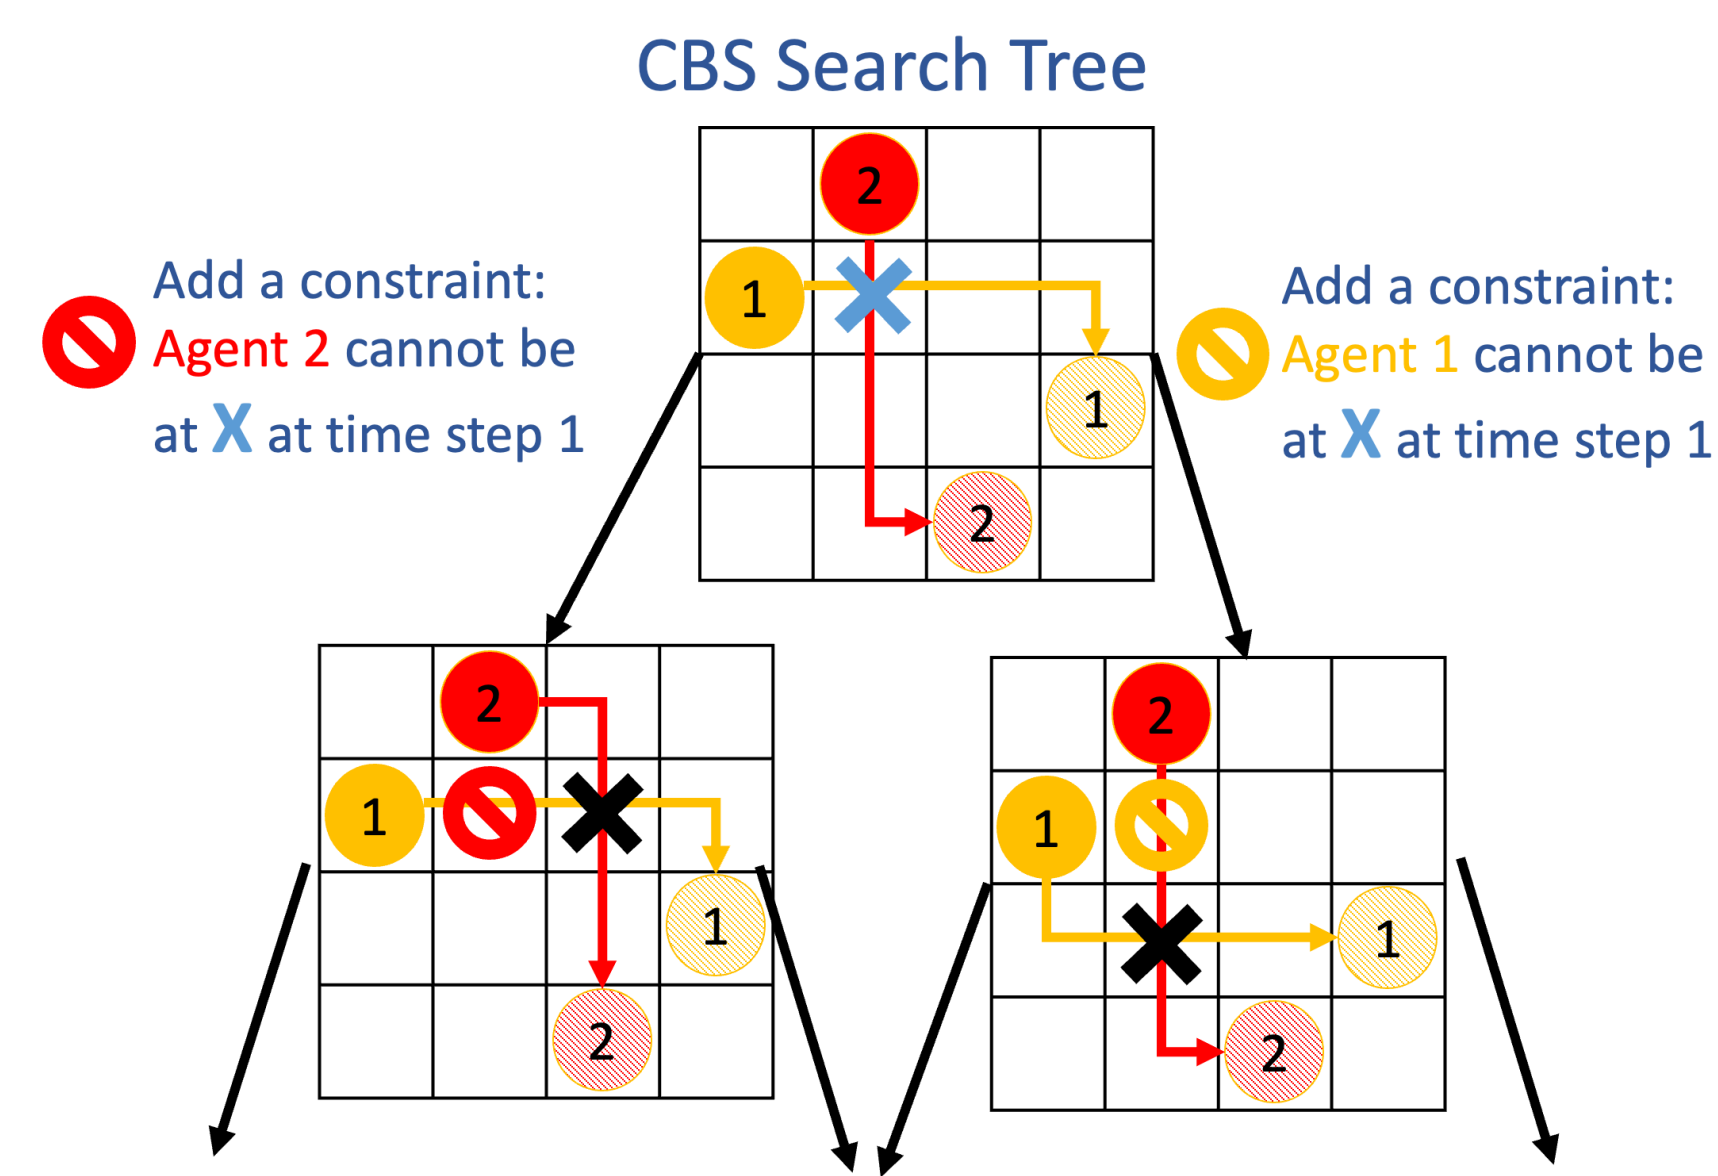 CBS Search Tree
2
1
1
2
Add a constraint:
Agent 2 cannot be
at X at time step 1
Add a constraint:
Agent 1 cannot be
at X at time step 1
2
1
1
2
2
1
1
2